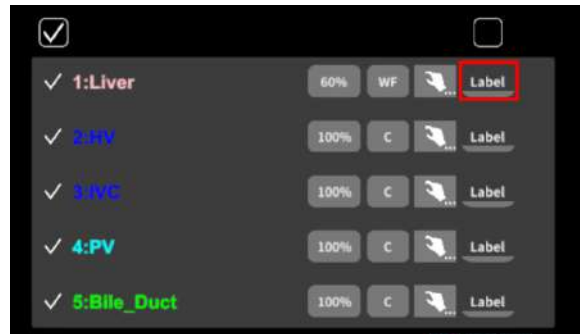 1:Liver 60% WF Label
2:HV 100% C Label
3:IVC 100% C Label
4:PV 100% C Label
5:Bile_Duct 100% C Label